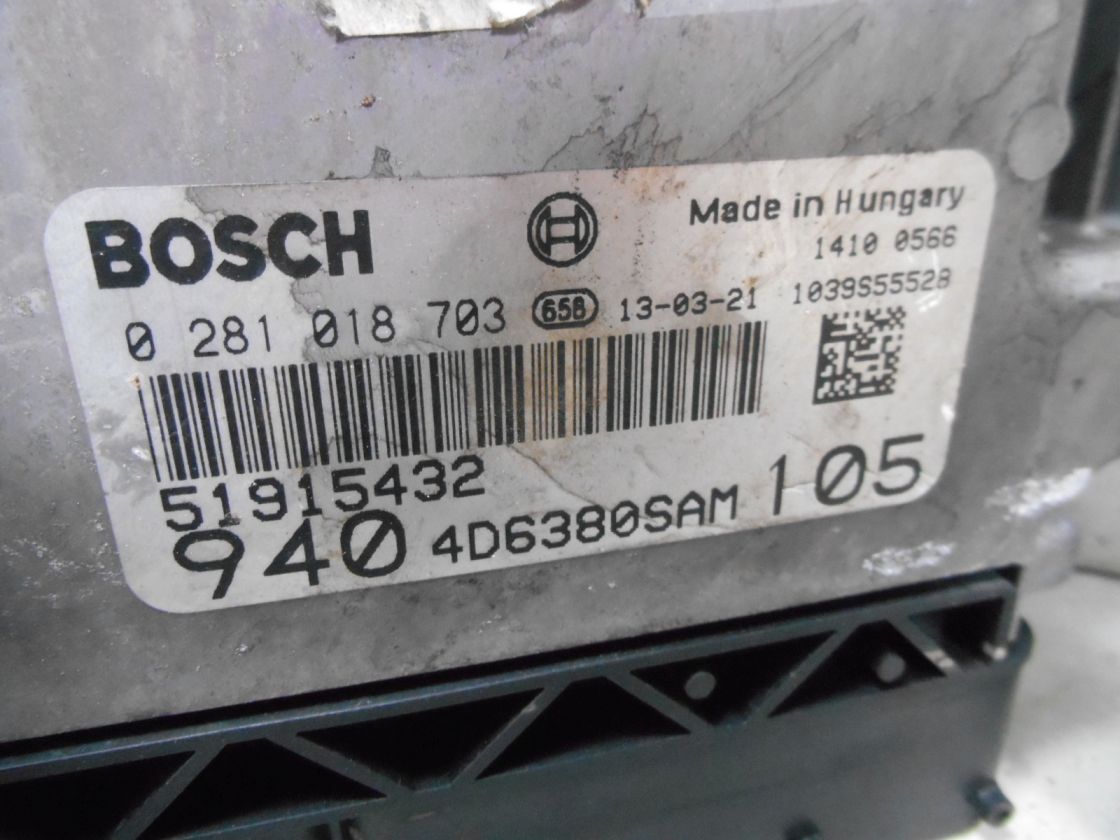 BOSCH
Made in Hungary
1410 0566
0 281 018 703 658 13-03-21 1039S55528
51915432
940 4D6380SAM 105